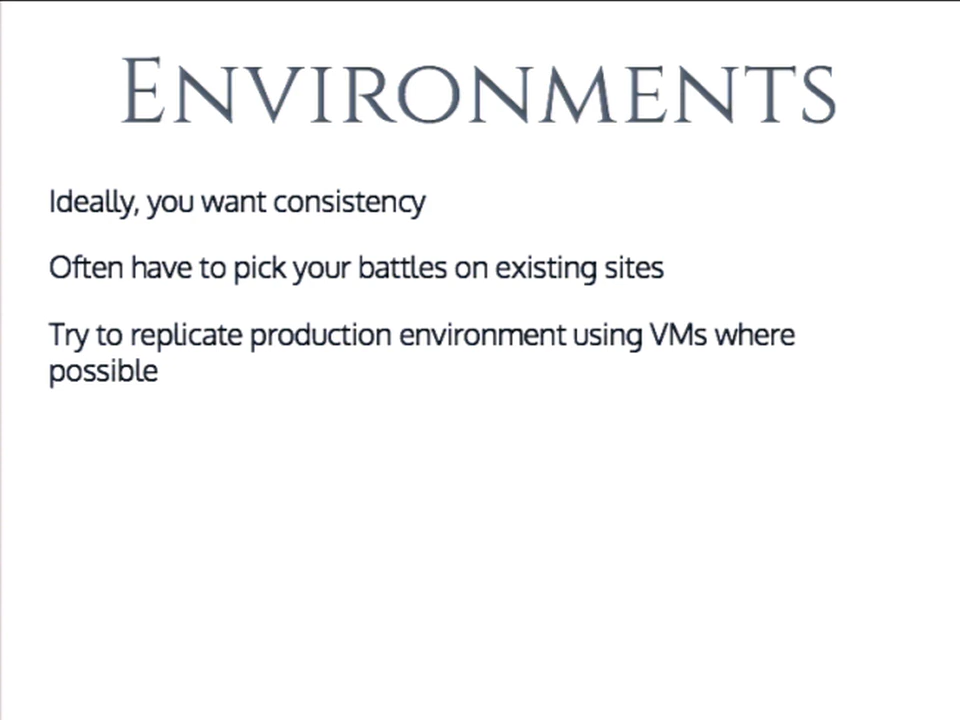 Environments
Ideally, you want consistency
Often have to pick your battles on existing sites
Try to replicate production environment using VMs where
possible